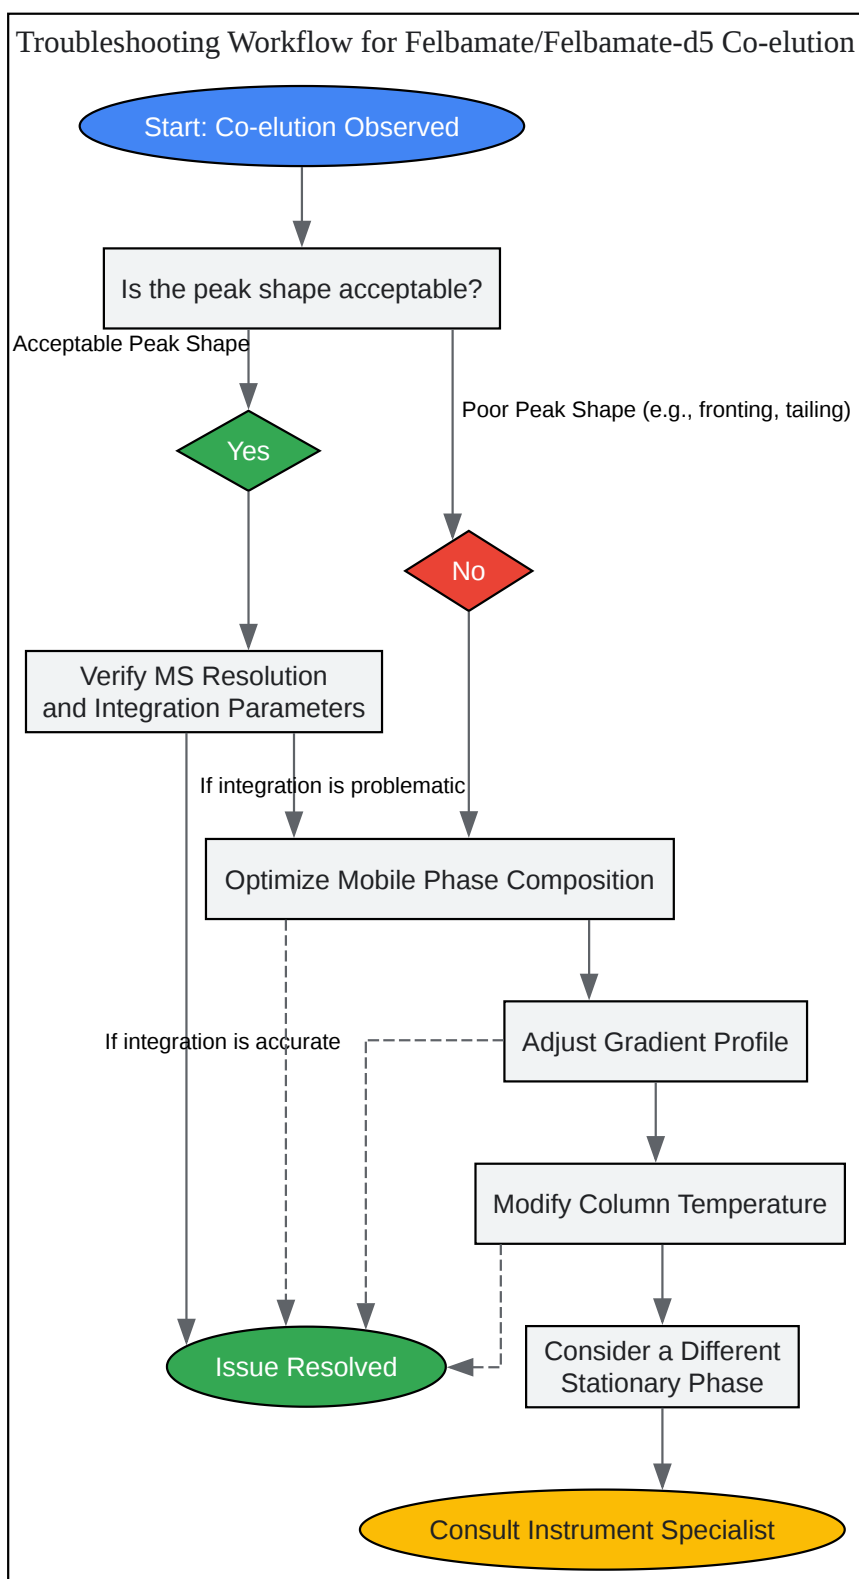 Troubleshooting Workflow for Felbamate/Felbamate-d5 Co-elution
Start: Co-elution Observed
Is the peak shape acceptable?
Acceptable Peak Shape
Poor Peak Shape (e.g., fronting, tailing)
Yes
No
Verify MS Resolution
and Integration Parameters
If integration is problematic
Optimize Mobile Phase Composition
If integration is accurate
Adjust Gradient Profile
Modify Column Temperature
Issue Resolved
Consider a Different
Stationary Phase
Consult Instrument Specialist